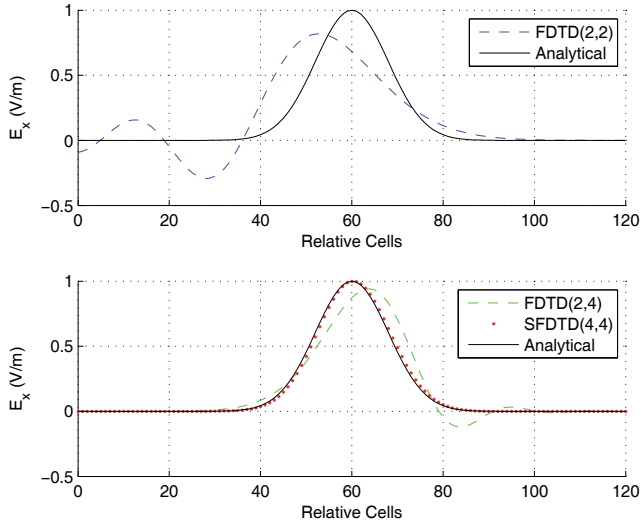 1
0.5
0
−0.5
E_x (V/m)
FDTD(2,2)
Analytical
0
20
40
60
80
100
120
Relative Cells
1
0.5
0
−0.5
E_x (V/m)
FDTD(2,4)
SFDTD(4,4)
Analytical
0
20
40
60
80
100
120
Relative Cells